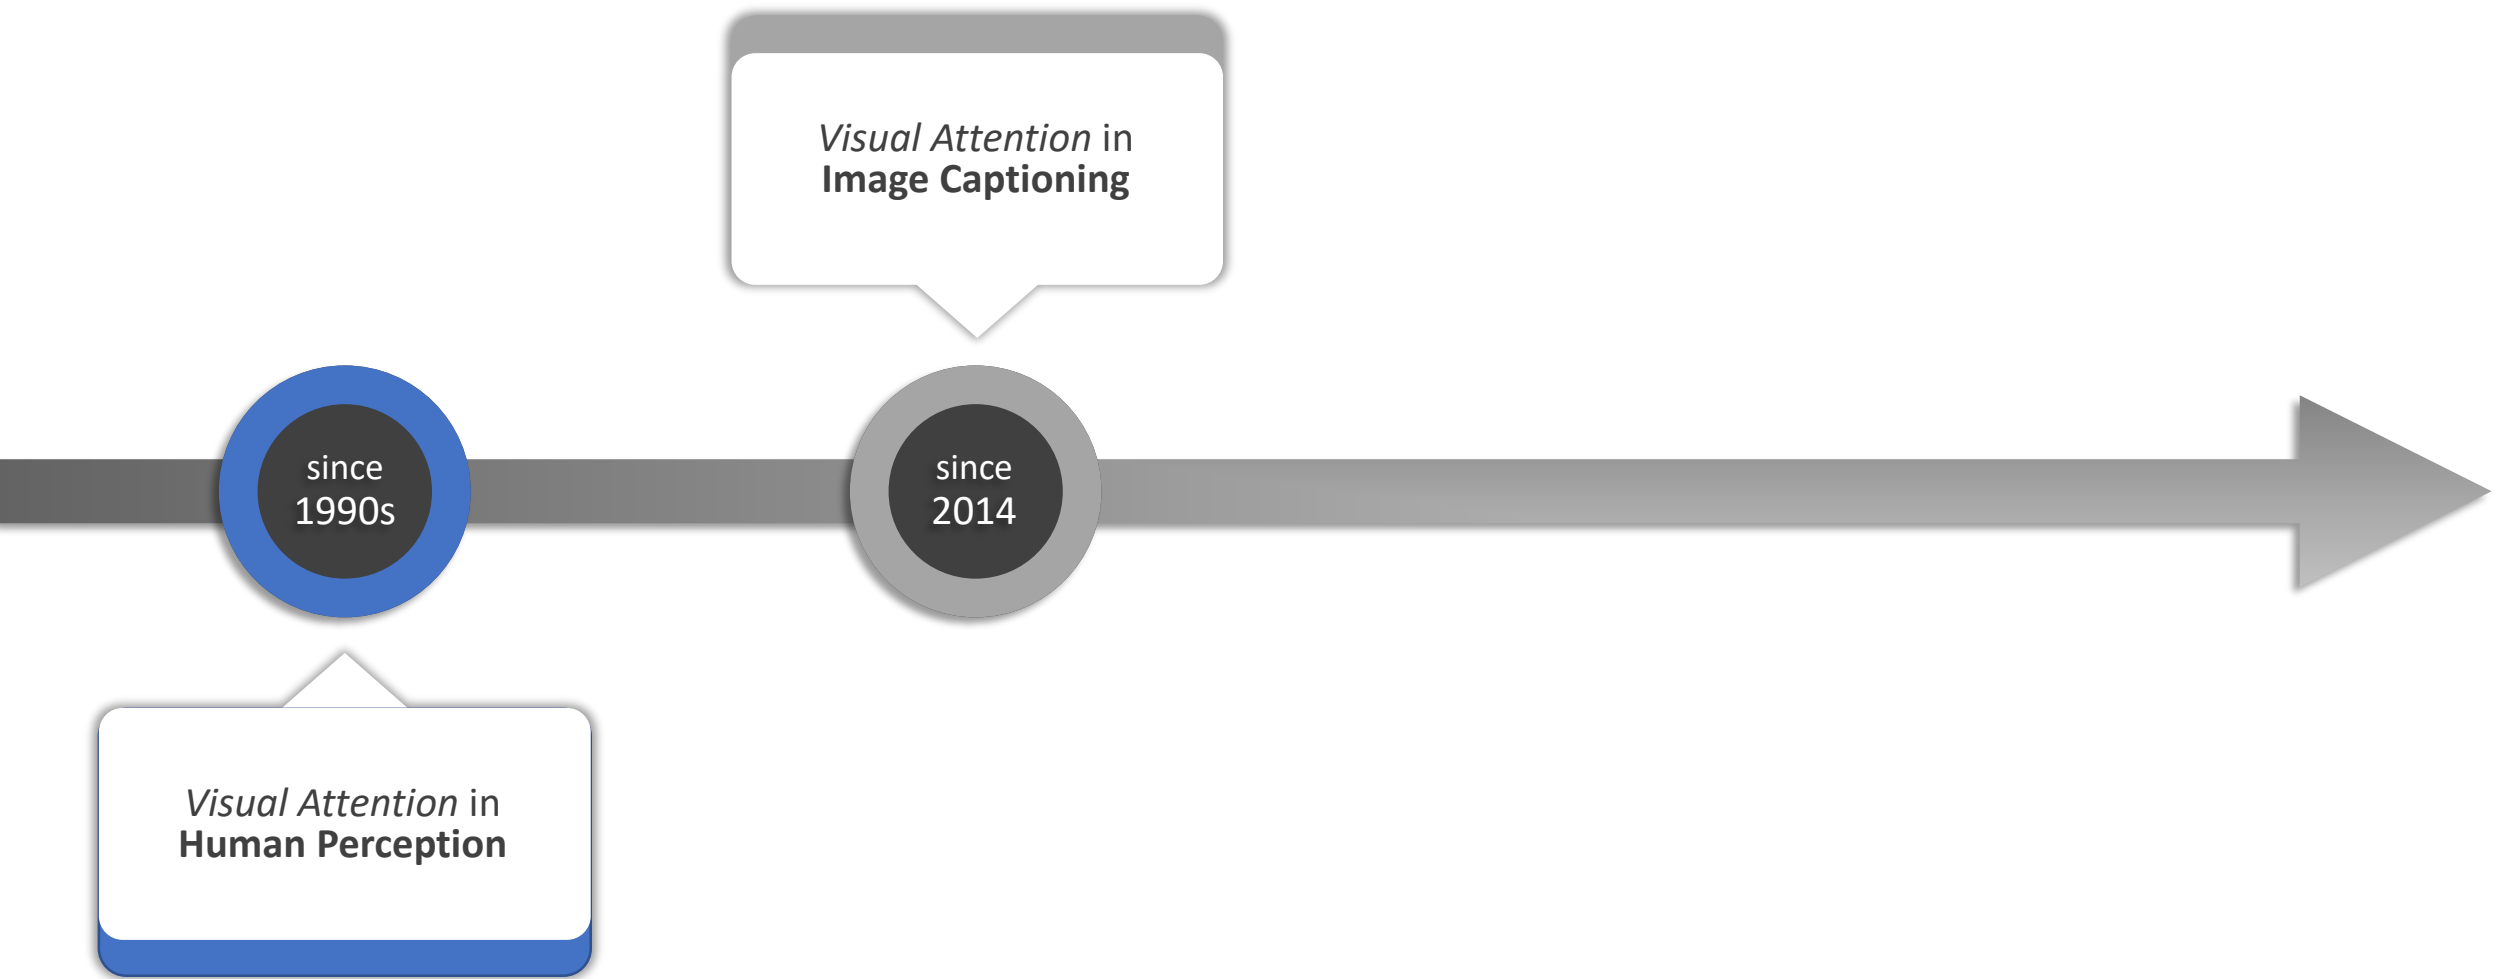 Visual Attention in
Image Captioning
since
1990s
since
2014
Visual Attention in
Human Perception